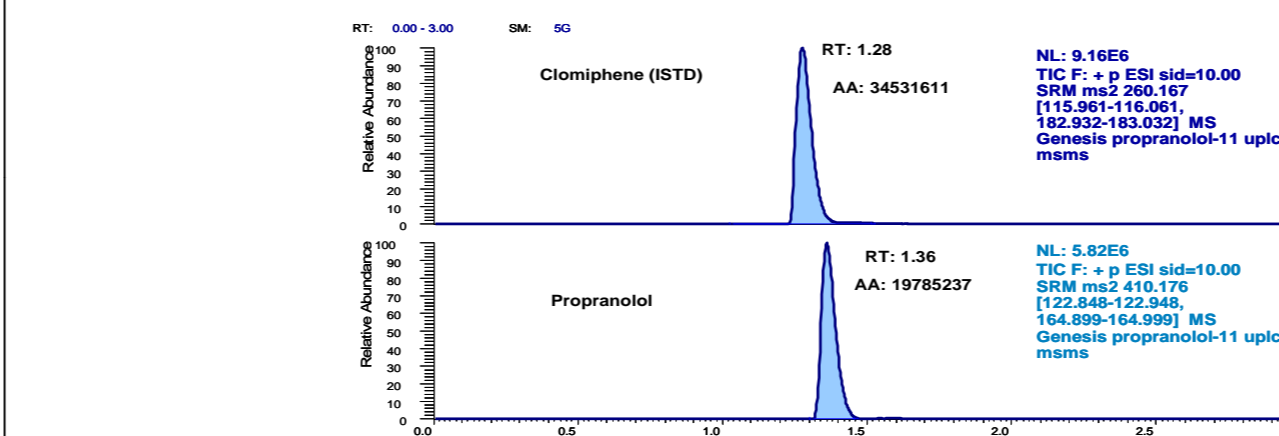 RT: 0.00 - 3.00 SM: 5G
100
90
80
70
60
50
40
30
20
10
0
Relative Abundance
Clomiphene (ISTD)
RT: 1.28
AA: 34531611
NL: 9.16E6
TIC F: + p ESI sid=10.00
SRM ms2 260.167
[115.961-116.061,
182.932-183.032] MS
Genesis propranolol-11 uplc
msms
100
90
80
70
60
50
40
30
20
10
0
Relative Abundance
Propranolol
RT: 1.36
AA: 19785237
NL: 5.82E6
TIC F: + p ESI sid=10.00
SRM ms2 410.176
[122.848-122.948,
164.899-164.999] MS
Genesis propranolol-11 uplc
msms
0.0 0.5 1.0 1.5 2.0 2.5